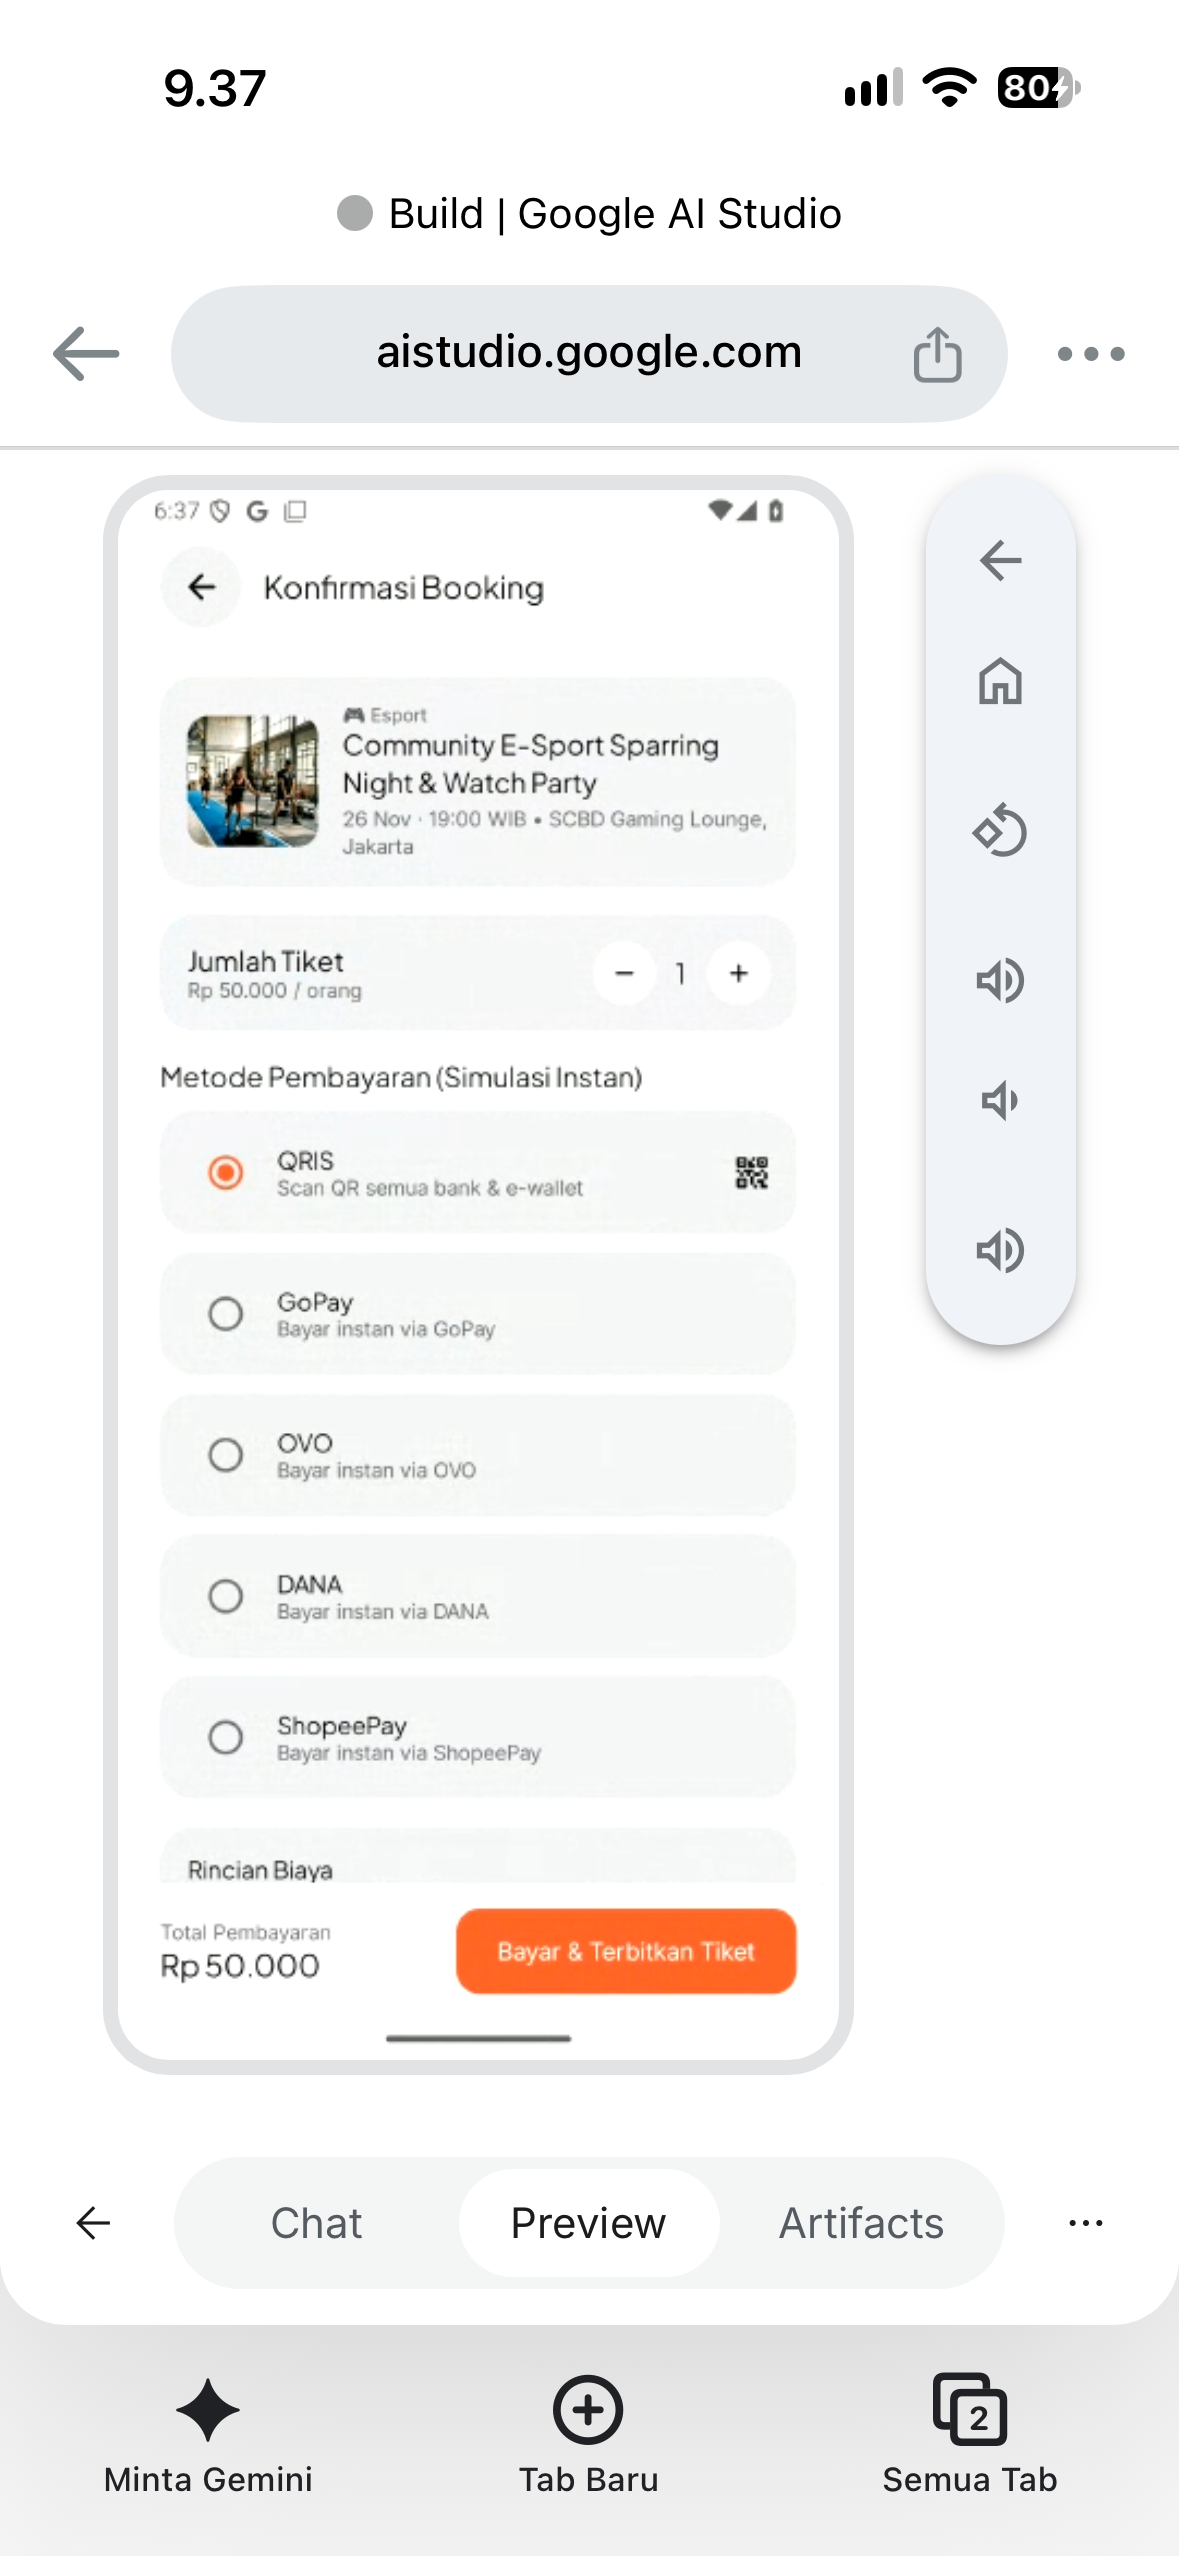 9.37
80
Build | Google AI Studio
aistudio.google.com
6:37 G
Konfirmasi Booking
Esport
Community E-Sport Sparring
Night & Watch Party
26 Nov · 19:00 WIB • SCBD Gaming Lounge,
Jakarta
Jumlah Tiket
Rp 50.000 / orang
− 1 +
Metode Pembayaran (Simulasi Instan)
QRIS
Scan QR semua bank & e-wallet
GoPay
Bayar instan via GoPay
OVO
Bayar instan via OVO
DANA
Bayar instan via DANA
ShopeePay
Bayar instan via ShopeePay
Rincian Biaya
Total Pembayaran
Rp 50.000
Bayar & Terbitkan Tiket
Chat Preview Artifacts
2
Minta Gemini Tab Baru Semua Tab